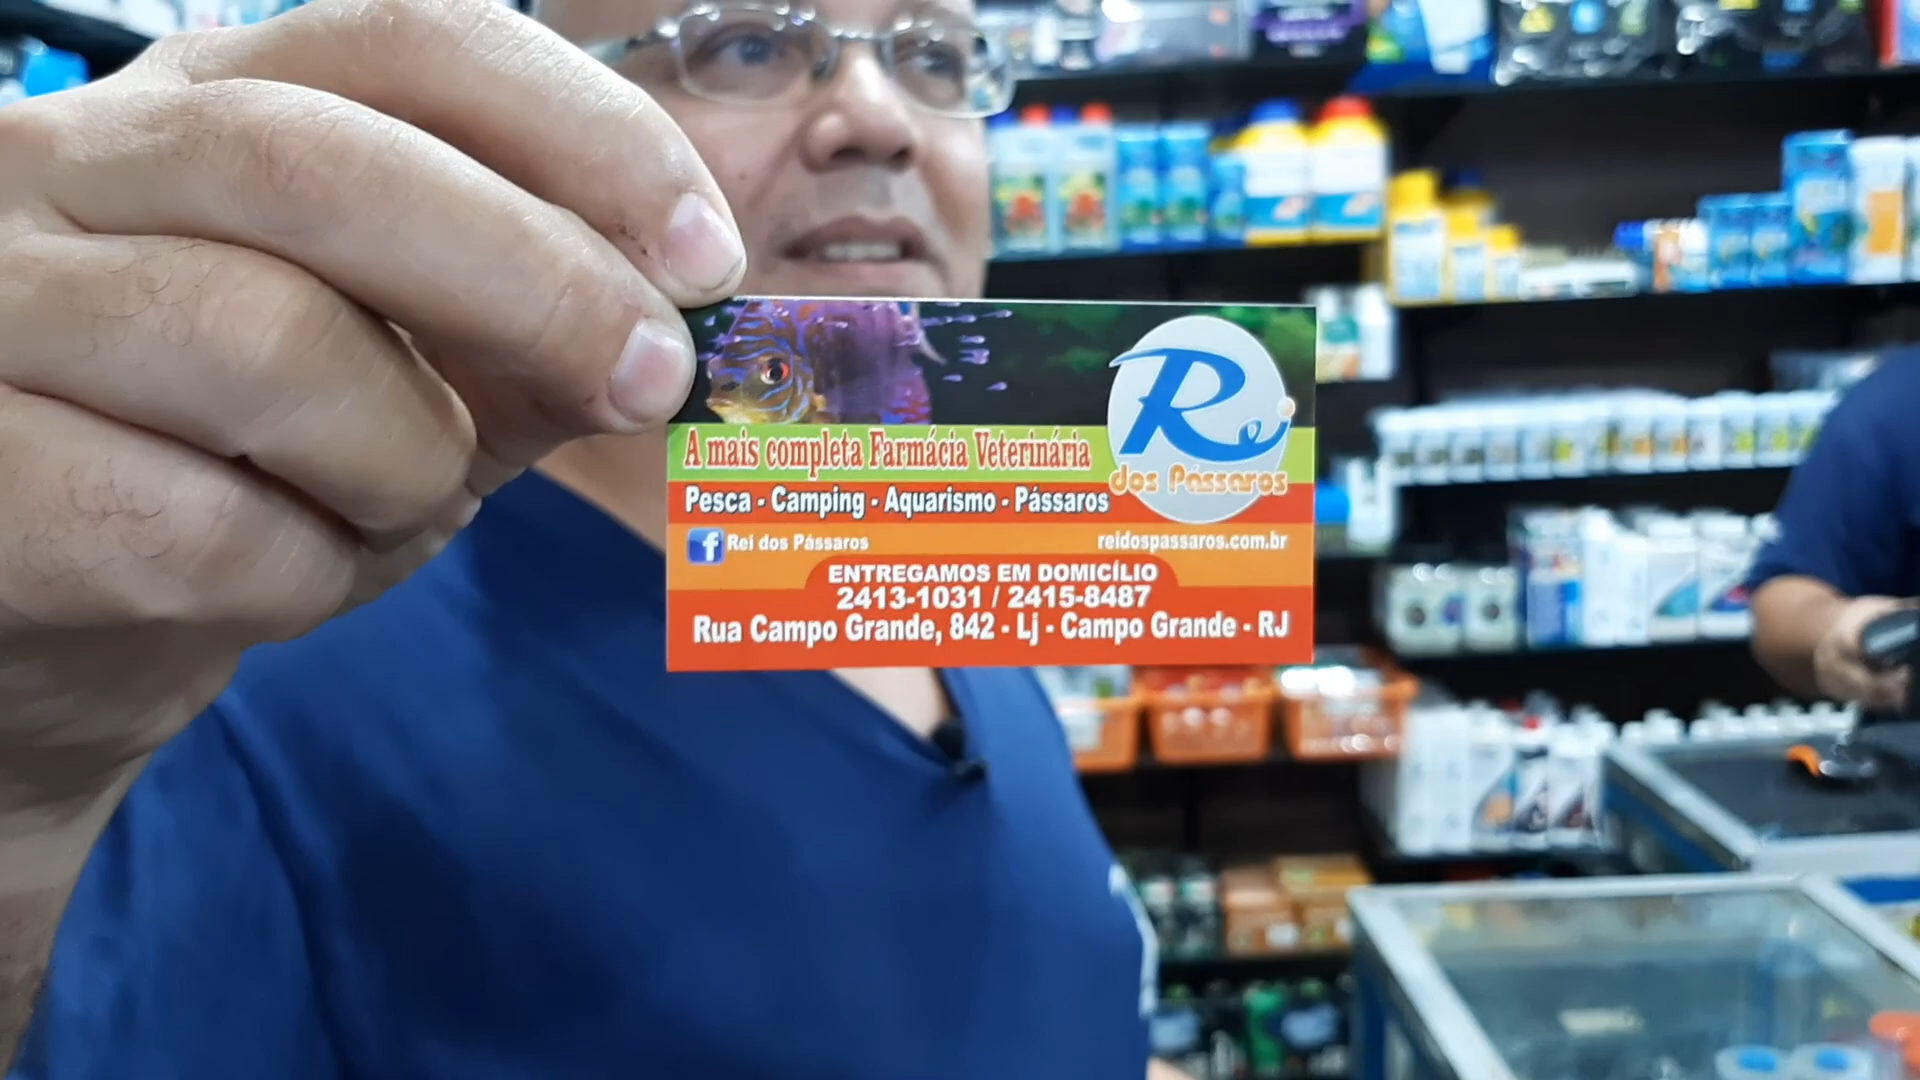 Rei
dos Pássaros
A mais completa Farmácia Veterinária
Pesca - Camping - Aquarismo - Pássaros
f Rei dos Pássaros
reidospassaros.com.br
ENTREGAMOS EM DOMICÍLIO
2413-1031 / 2415-8487
Rua Campo Grande, 842 - Lj - Campo Grande - RJ